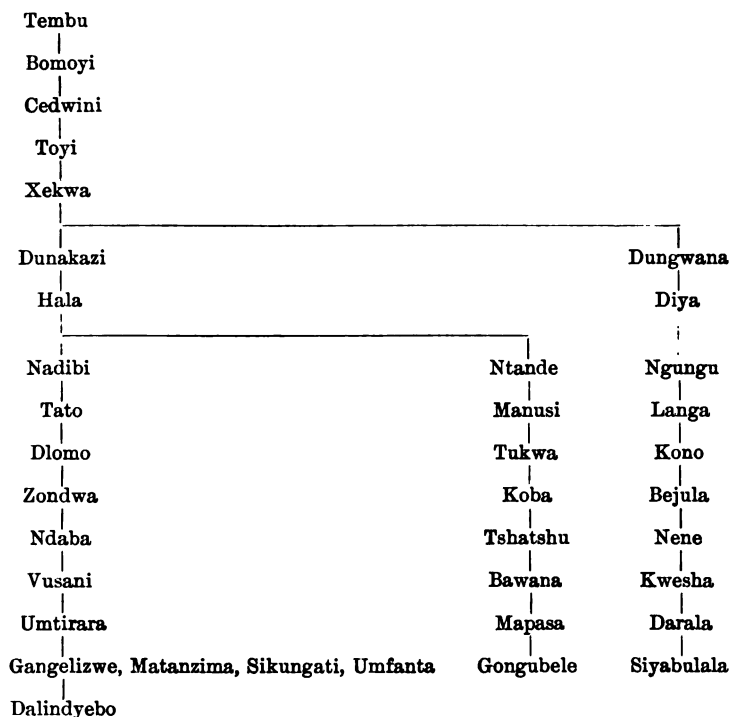 Tembu
Bomoyi
Cedwini
Toyi
Xekwa
Dunakazi Dungwana
Hala Diya
Nadibi Ntande Ngungu
Tato Manusi Langa
Dlomo Tukwa Kono
Zondwa Koba Bejula
Ndaba Tshatshu Nene
Vusani Bawana Kwesha
Umtirara Mapasa Darala
Gangelizwe, Matanzima, Sikungati, Umfanta Gongubele Siyabulala
Dalindyebo